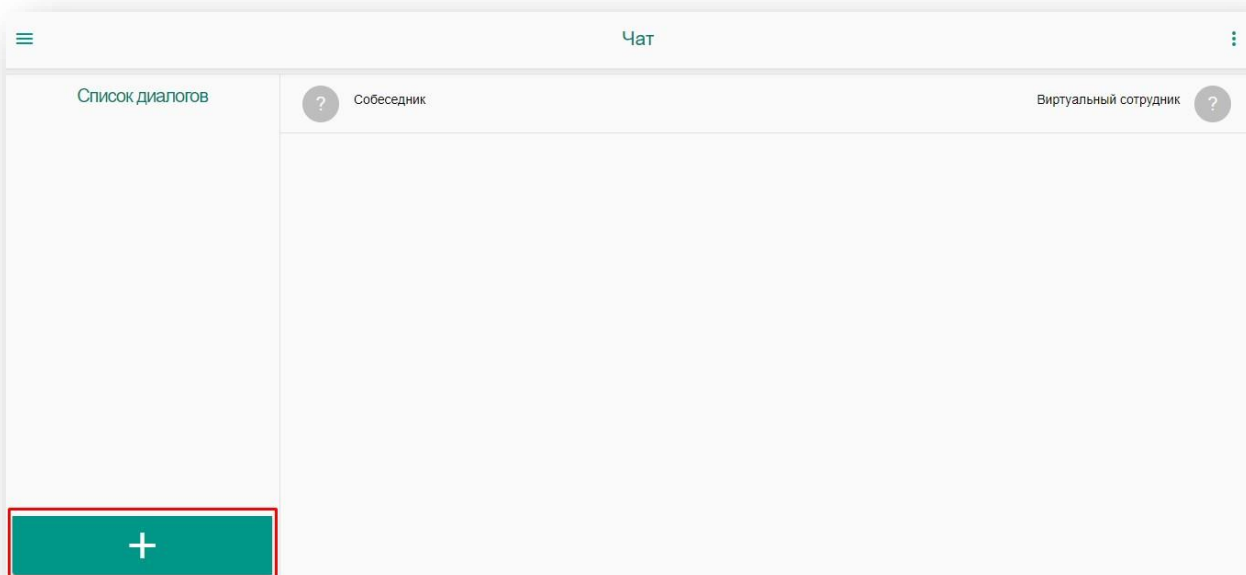 Чат
Список диалогов
? Собеседник
Виртуальный сотрудник ?
+